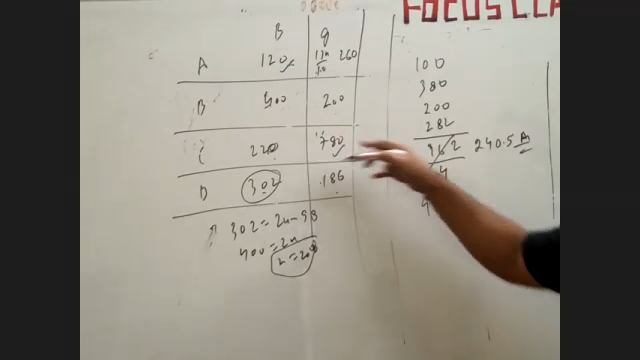 FOCUS CLA
B g
A 120 260
B 400 200
C 220 780
D 302 186
302 = 2x - 98
400 = 2x
x = 200
100
380
200
282
962 240.5 A
4